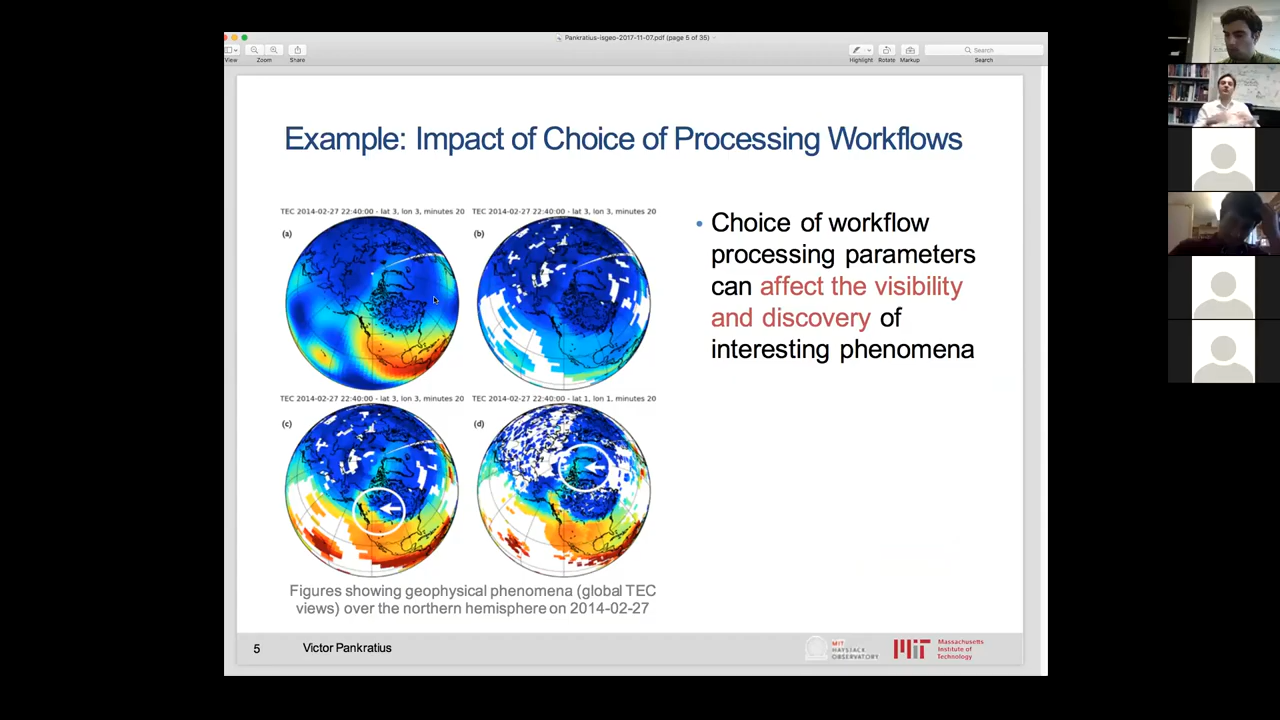 Pankratius-isgeo-2017-11-07.pdf (page 5 of 35)
View
Zoom
Share
Highlight
Rotate
Markup
Search
Search
Example: Impact of Choice of Processing Workflows
TEC 2014-02-27 22:40:00 - lat 3, lon 3, minutes 20
TEC 2014-02-27 22:40:00 - lat 3, lon 3, minutes 20
(a)
(b)
TEC 2014-02-27 22:40:00 - lat 3, lon 3, minutes 20
TEC 2014-02-27 22:40:00 - lat 1, lon 1, minutes 20
(c)
(d)
Figures showing geophysical phenomena (global TEC
views) over the northern hemisphere on 2014-02-27
• Choice of workflow
processing parameters
can affect the visibility
and discovery of
interesting phenomena
5
Victor Pankratius
MIT
HAYSTACK
OBSERVATORY
MIT
Massachusetts
Institute of
Technology